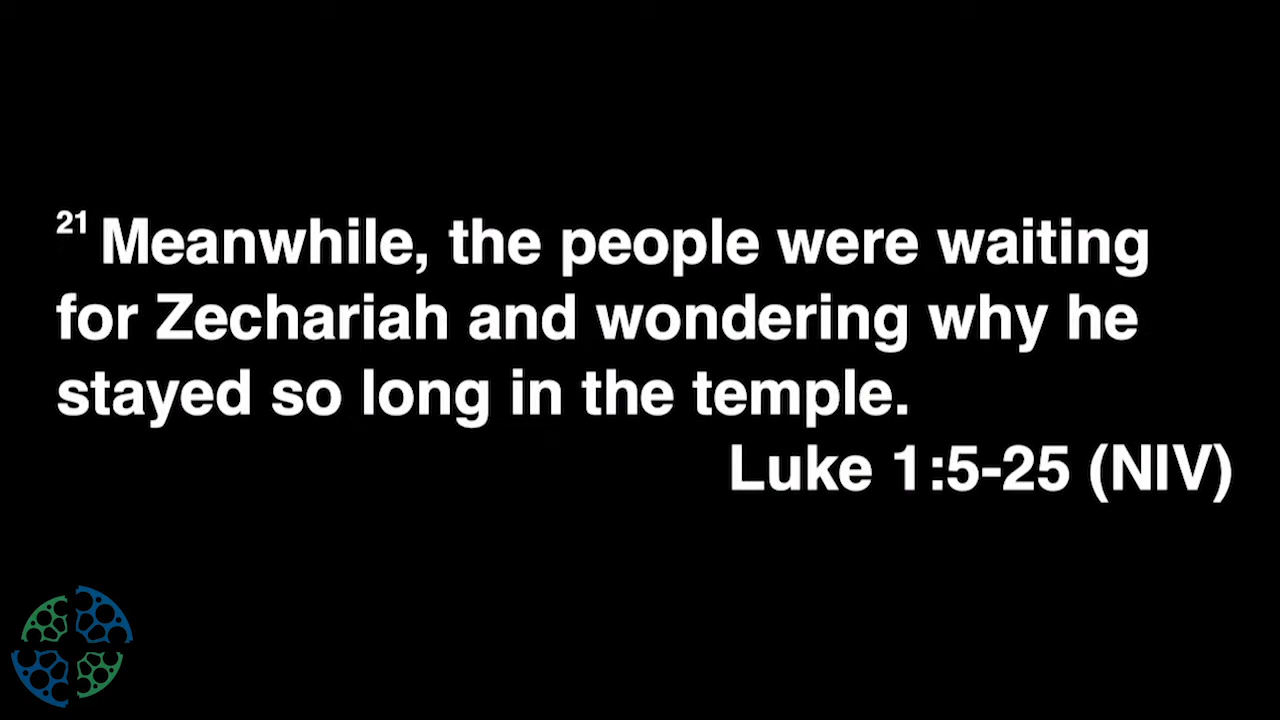 21 Meanwhile, the people were waiting
for Zechariah and wondering why he
stayed so long in the temple.
Luke 1:5-25 (NIV)